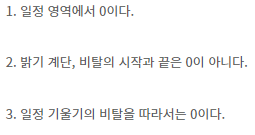 1. 일정 영역에서 0이다.
2. 밝기 계단, 비탈의 시작과 끝은 0이 아니다.
3. 일정 기울기의 비탈을 따라서는 0이다.